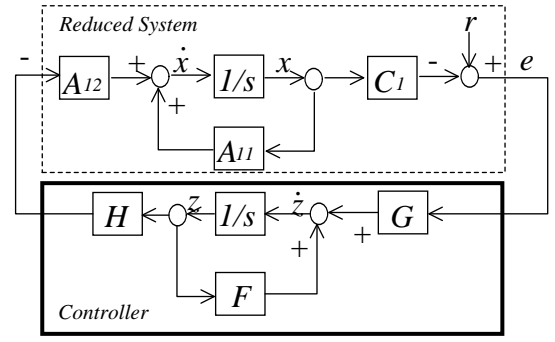 Reduced System
r
- A12 + ẋ 1/s x C1 - + e
+
A11
H z 1/s ż G
+ +
F
Controller